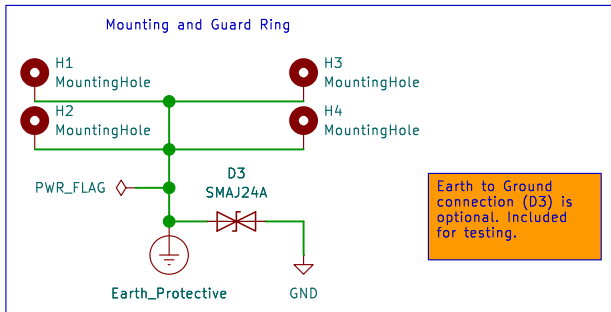 Mounting and Guard Ring
H1
MountingHole
H3
MountingHole
H2
MountingHole
H4
MountingHole
D3
SMAJ24A
PWR_FLAG
Earth to Ground
connection (D3) is
optional. Included
for testing.
Earth_Protective
GND